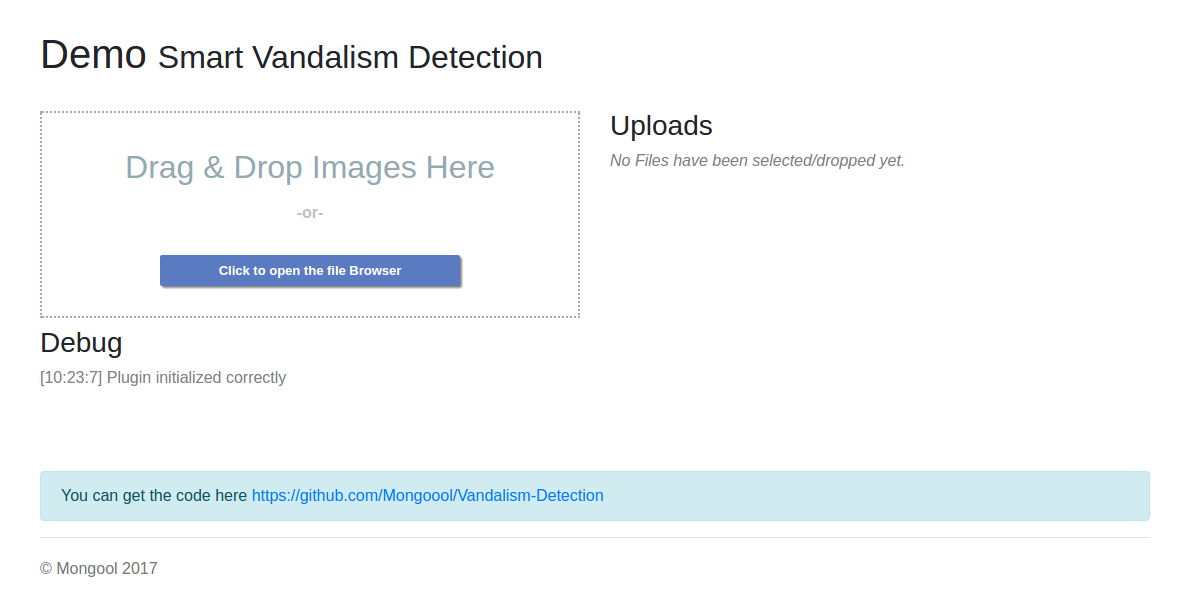 Demo Smart Vandalism Detection
Drag & Drop Images Here
-or-
Click to open the file Browser
Uploads
No Files have been selected/dropped yet.
Debug
[10:23:7] Plugin initialized correctly
You can get the code here https://github.com/Mongoool/Vandalism-Detection
© Mongool 2017